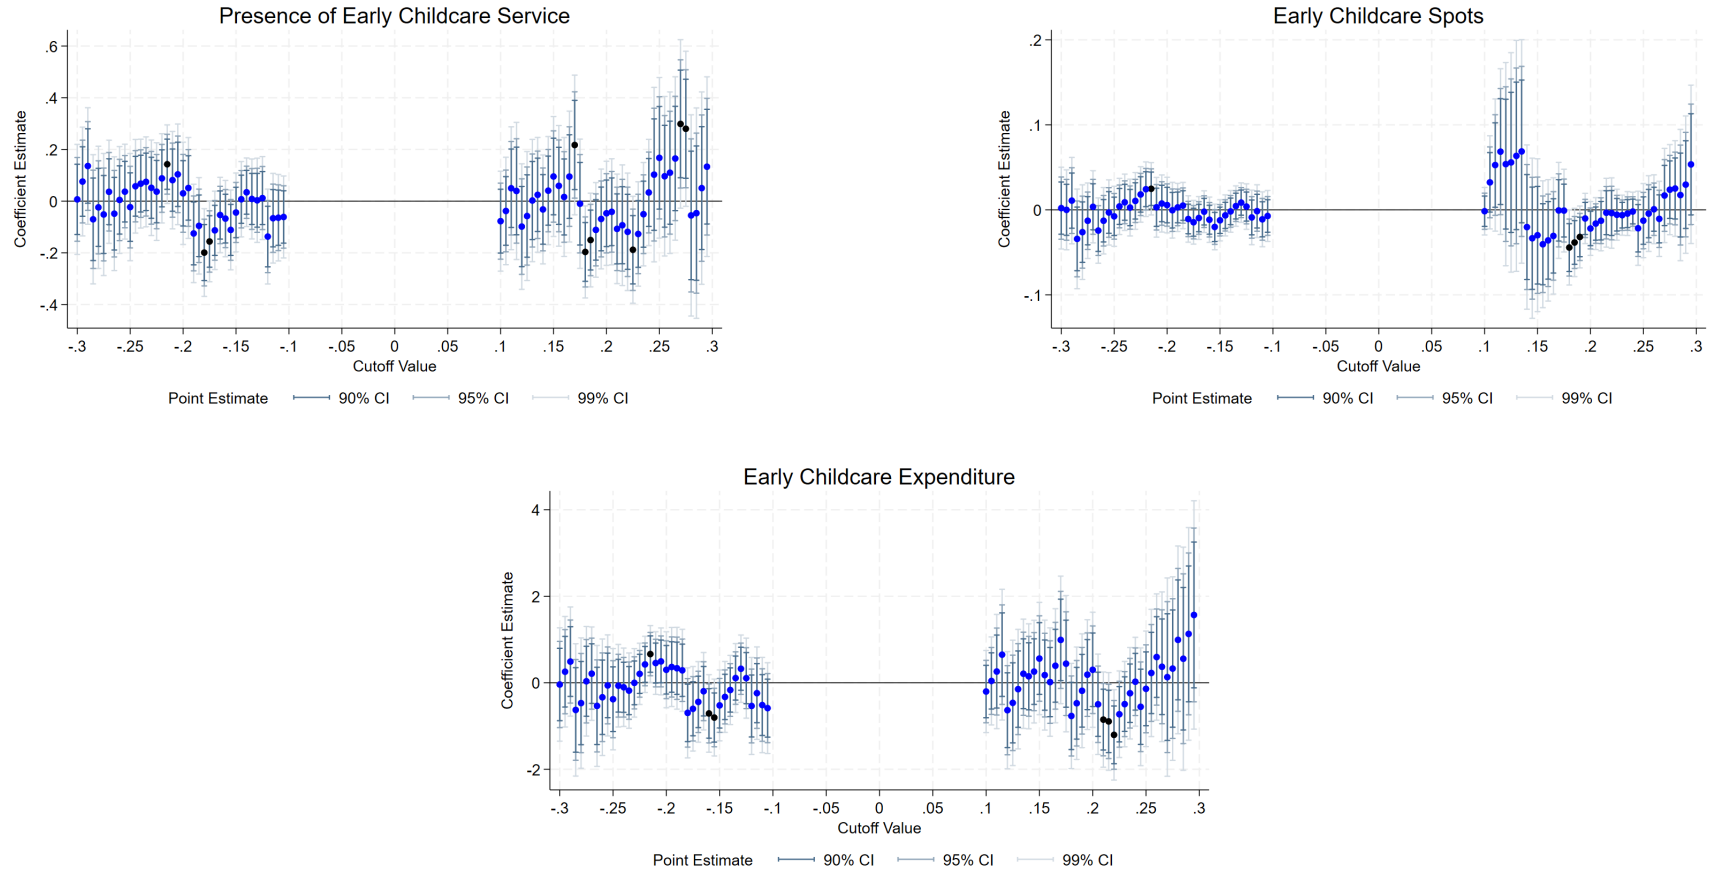 Presence of Early Childcare Service
Coefficient Estimate
.6
.4
.2
0
-.2
-.4
-.3 -.25 -.2 -.15 -.1 -.05 0 .05 .1 .15 .2 .25 .3
Cutoff Value
Point Estimate 90% CI 95% CI 99% CI
Early Childcare Spots
Coefficient Estimate
.2
.1
0
-.1
-.3 -.25 -.2 -.15 -.1 -.05 0 .05 .1 .15 .2 .25 .3
Cutoff Value
Point Estimate 90% CI 95% CI 99% CI
Early Childcare Expenditure
Coefficient Estimate
4
2
0
-2
-.3 -.25 -.2 -.15 -.1 -.05 0 .05 .1 .15 .2 .25 .3
Cutoff Value
Point Estimate 90% CI 95% CI 99% CI